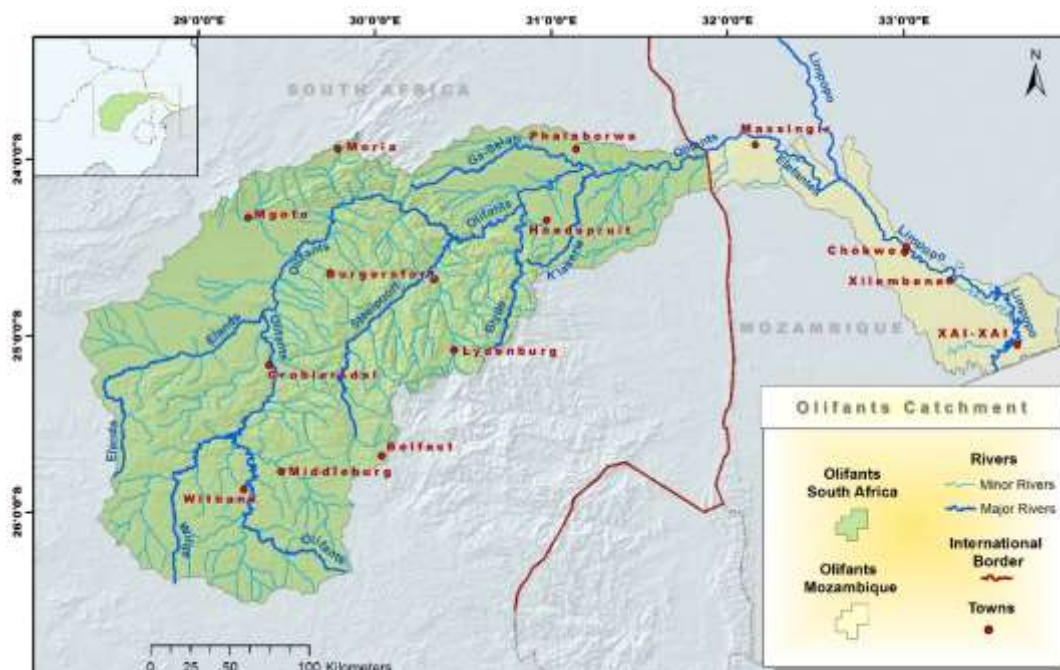 29°0'0"E
30°0'0"E
31°0'0"E
32°0'0"E
33°0'0"E
N
SOUTH AFRICA
Limpopo
24°0'0"S
Moria
Phalaborwa
Massingir
Olifants
Ga-Selati
Elefantes
Limpopo
Mgoto
Olifants
Hoedspruit
Klaserie
Olifants
Chokwe
Limpopo
Burgersfort
Steelpoort
Blyde
Xilembene
Limpopo
25°0'0"S
Elands
Olifants
Lydenburg
MOZAMBIQUE
XAI-XAI
Groblersdal
Elands
Belfast
Middleburg
Witbank
26°0'0"S
Wilge
Olifants
0 25 50 100 Kilometers
Olifants Catchment
Olifants
South Africa
Rivers
Minor Rivers
Major Rivers
Olifants
Mozambique
International
Border
Towns